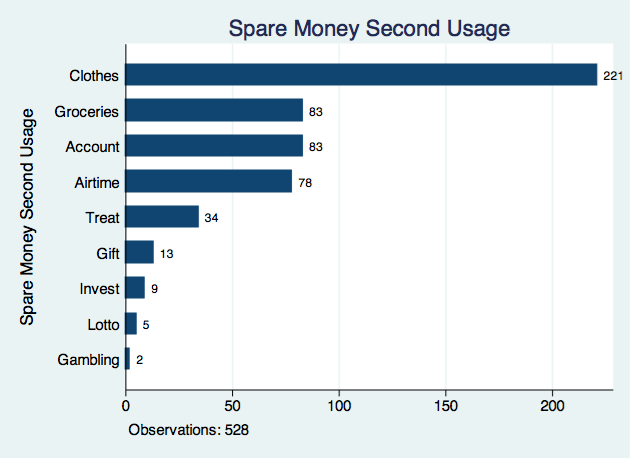 Spare Money Second Usage
Spare Money Second Usage
Clothes 221
Groceries 83
Account 83
Airtime 78
Treat 34
Gift 13
Invest 9
Lotto 5
Gambling 2
0 50 100 150 200
Observations: 528